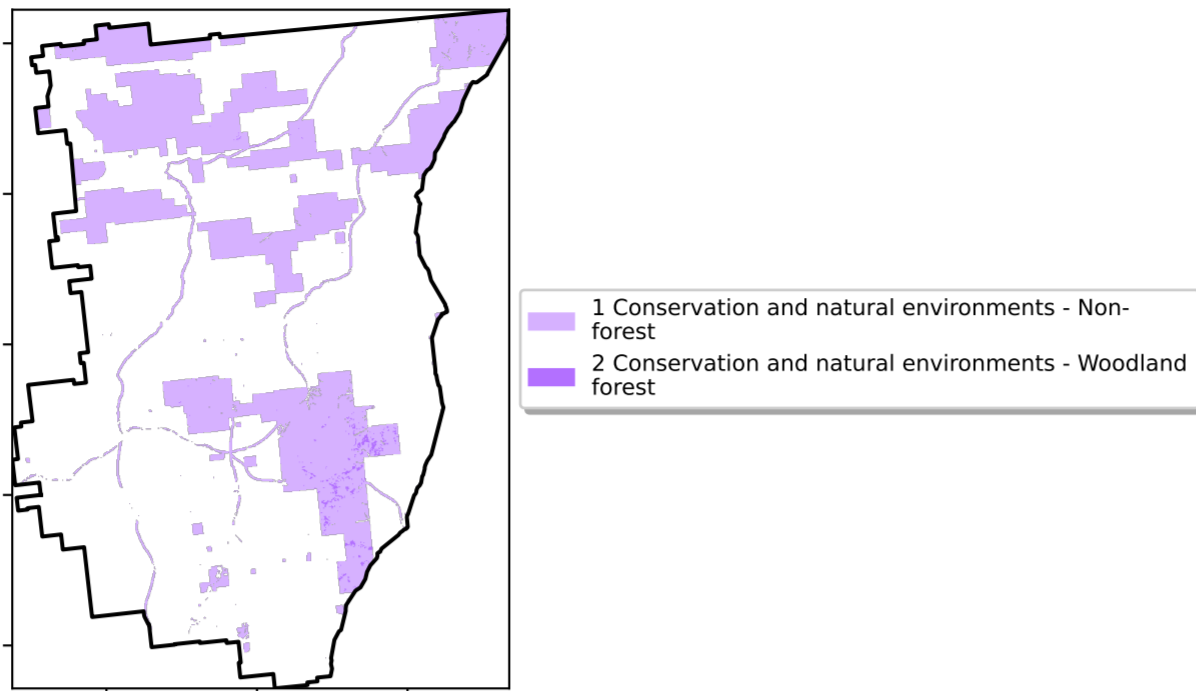 1 Conservation and natural environments - Non-
forest
2 Conservation and natural environments - Woodland
forest